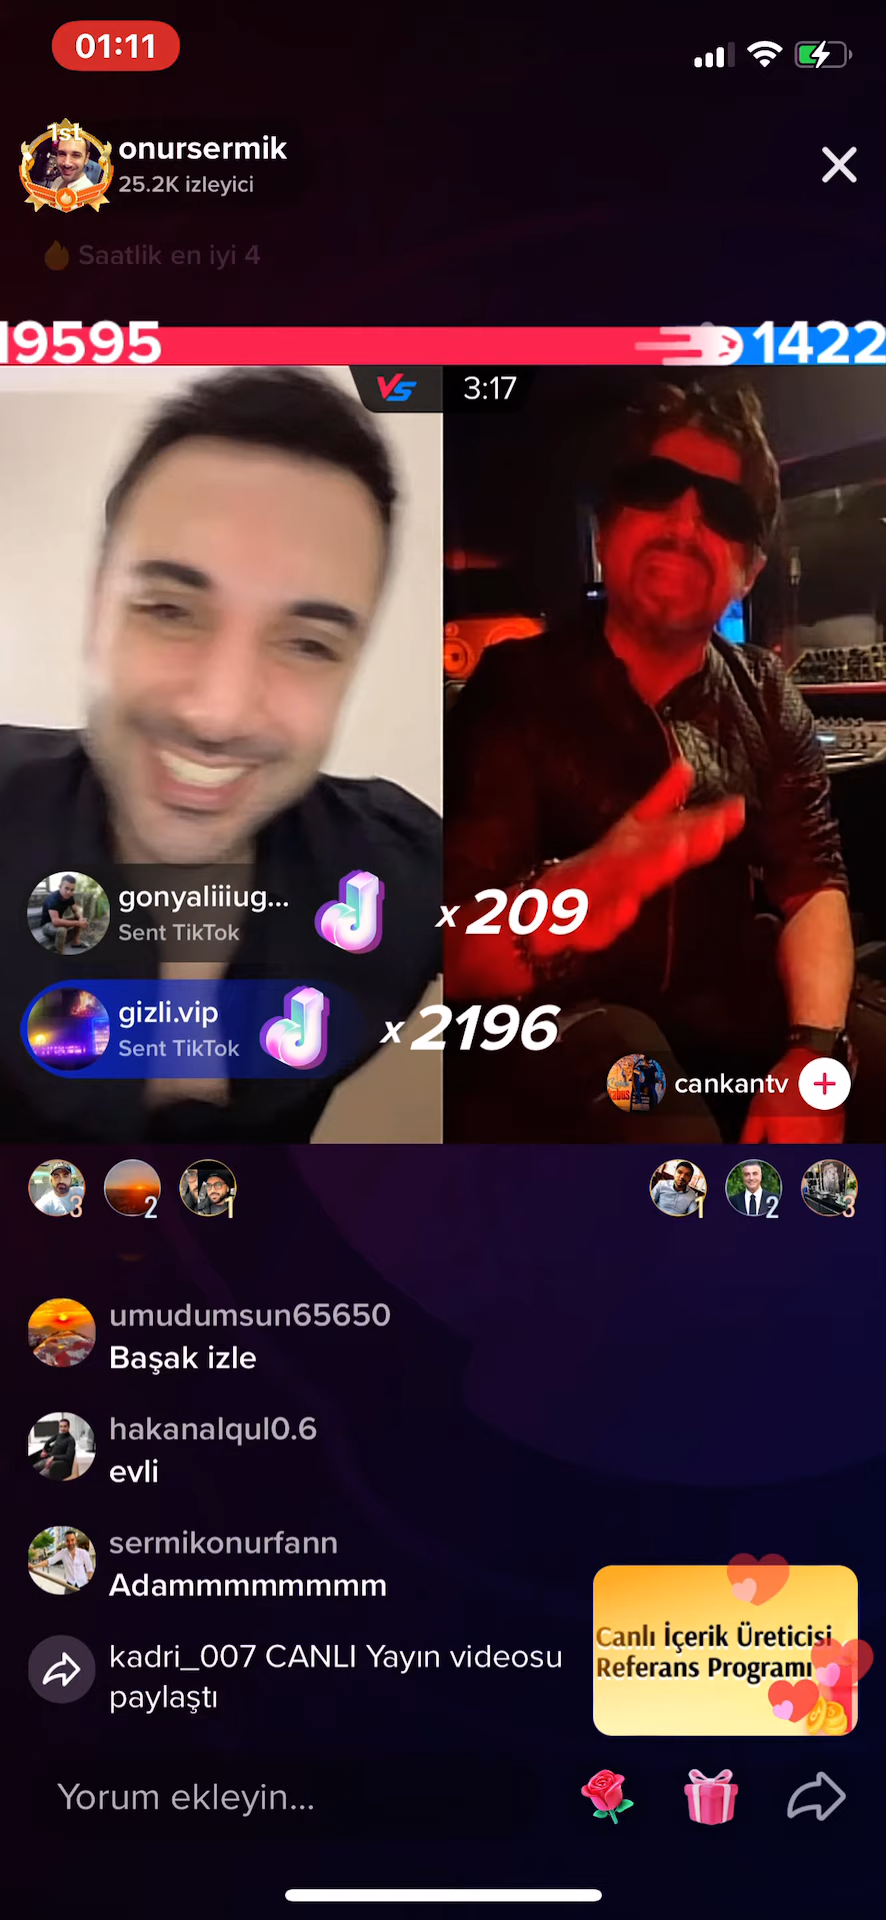 01:11
1st
onursermik
25.2K izleyici
Saatlik en iyi 4
19595
1422
VS
3:17
gonyaliiiug...
Sent TikTok
x 209
gizli.vip
Sent TikTok
x 2196
cankantv
3
2
1
1
2
3
umudumsun65650
Başak izle
hakanalqul0.6
evli
sermikonurfann
Adammmmmmmm
kadri_007 CANLI Yayın videosu
paylaştı
Canlı İçerik Üreticisi
Referans Programı
Yorum ekleyin...